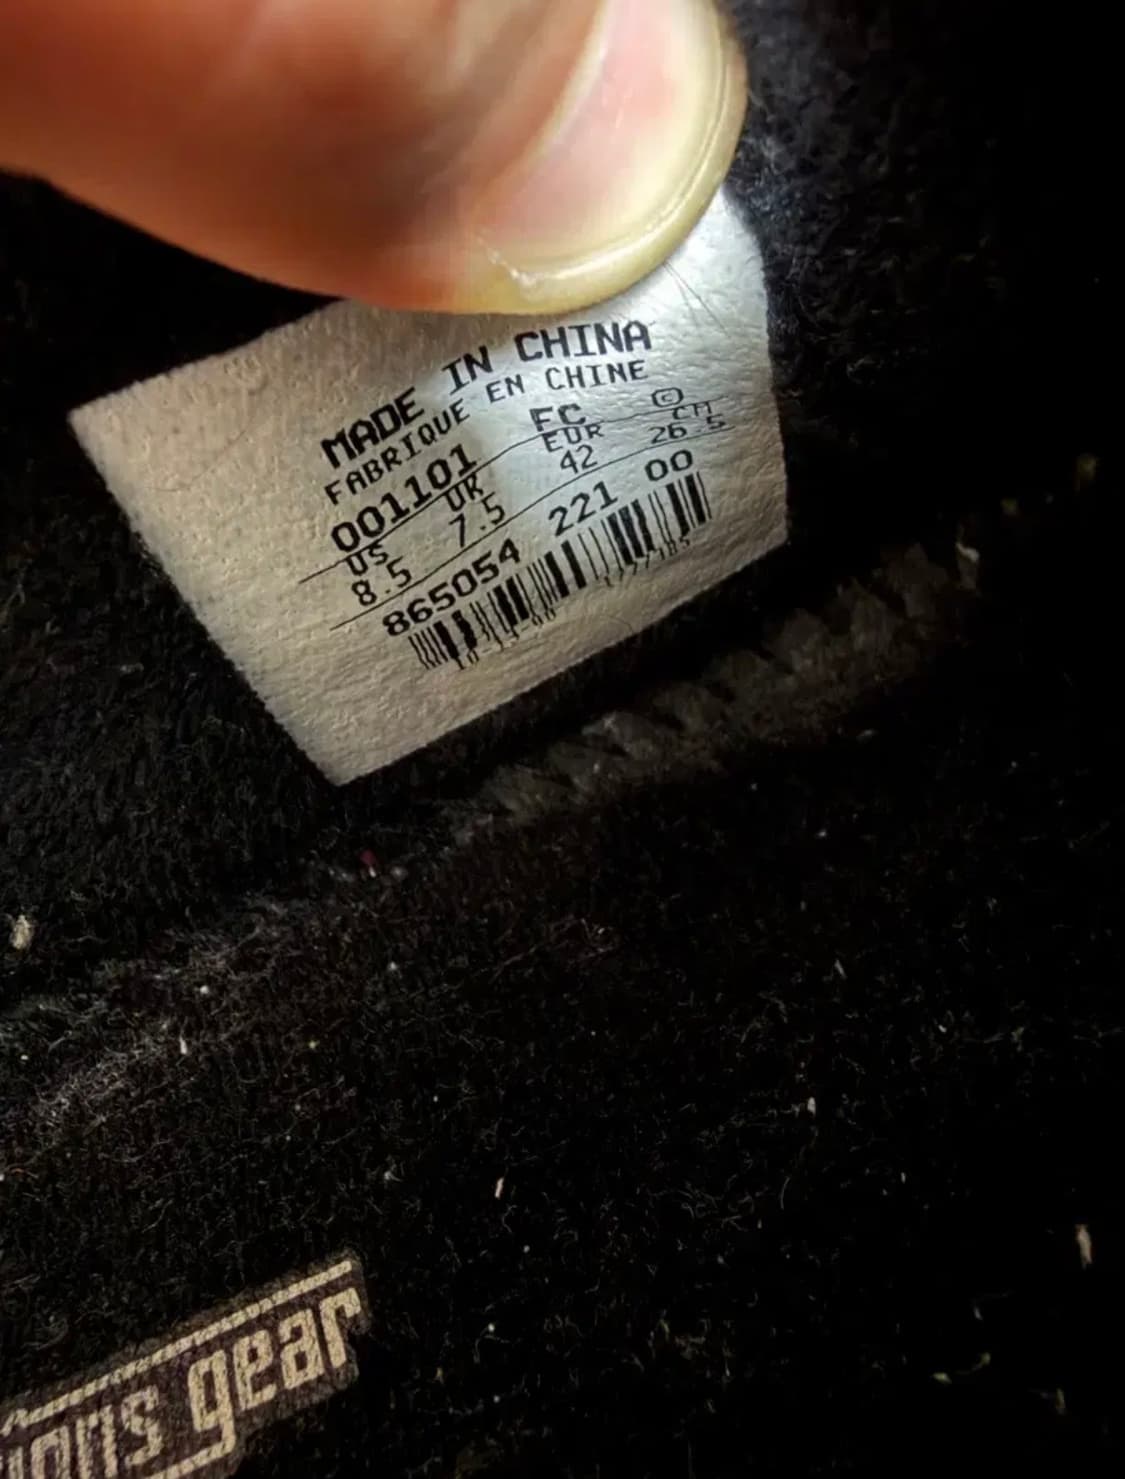 MADE IN CHINA
FABRIQUE EN CHINE
001101 FC ©
US UK EUR CM
8.5 7.5 42 26.5
865054 221 00
gear